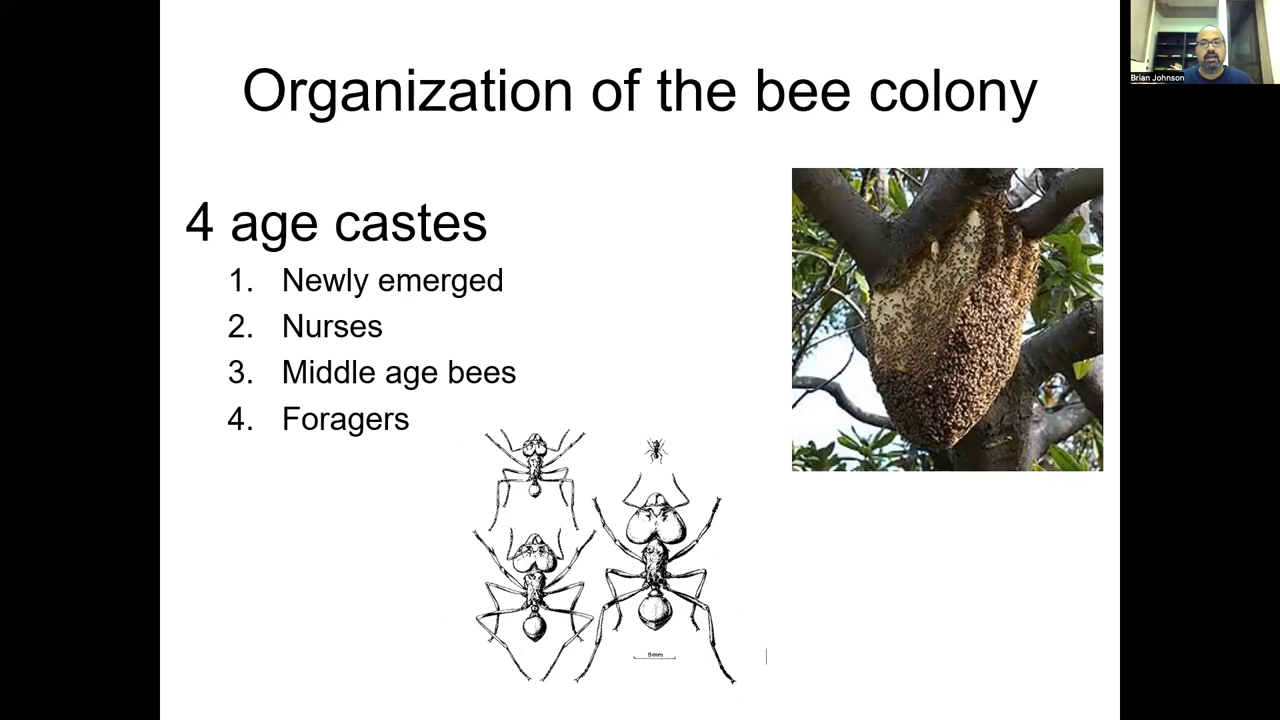 Organization of the bee colony
Brian Johnson
4 age castes
1. Newly emerged
2. Nurses
3. Middle age bees
4. Foragers
5mm